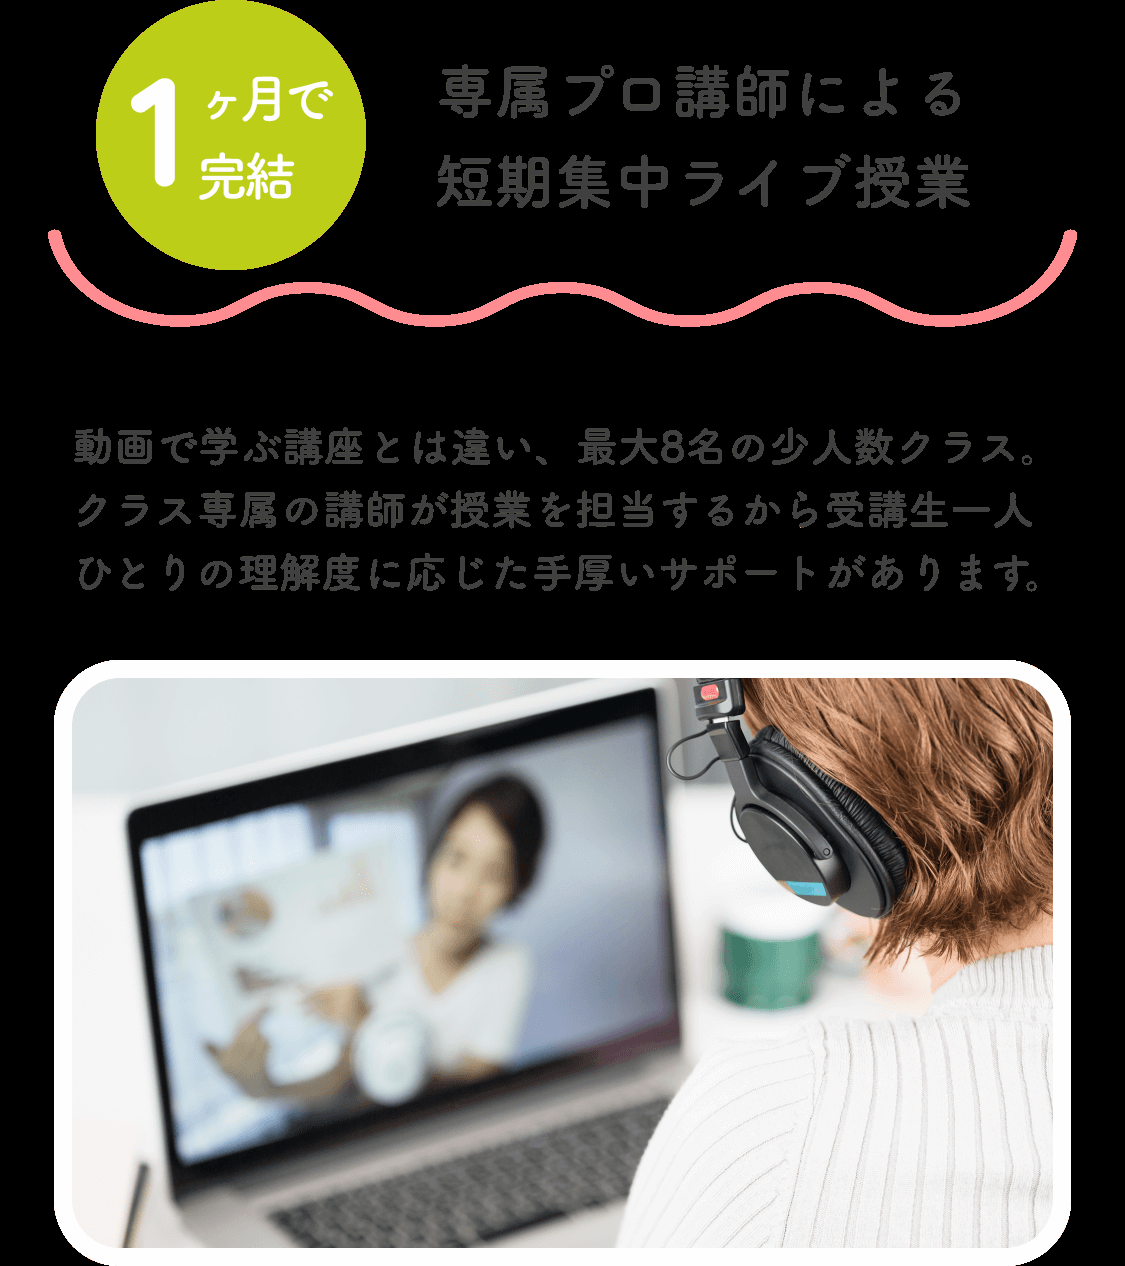 1ヶ月で
完結
専属プロ講師による
短期集中ライブ授業
動画で学ぶ講座とは違い、最大8名の少人数クラス。
クラス専属の講師が授業を担当するから受講生一人
ひとりの理解度に応じた手厚いサポートがあります。